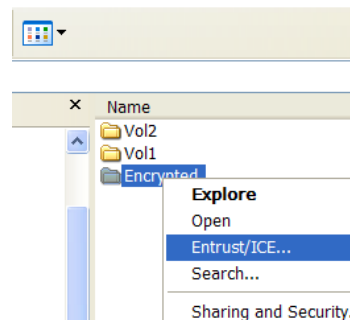 × Name
Vol2
Vol1
Encrypted
Explore
Open
Entrust/ICE...
Search...
Sharing and Security.